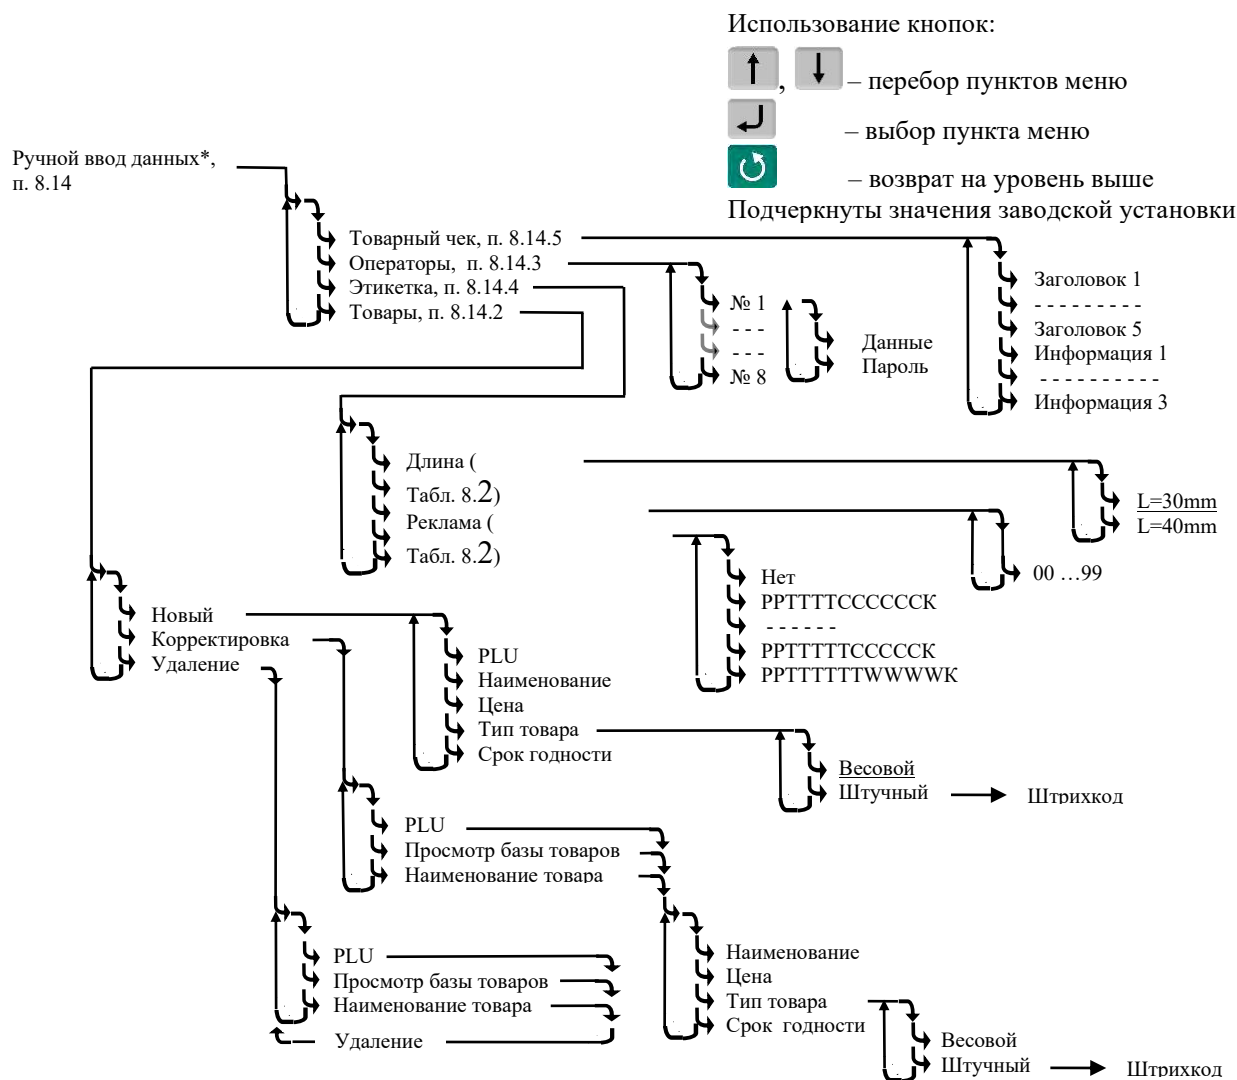 Использование кнопок:
, – перебор пунктов меню
– выбор пункта меню
– возврат на уровень выше
Подчеркнуты значения заводской установки
Ручной ввод данных*,
п. 8.14
Товарный чек, п. 8.14.5
Операторы, п. 8.14.3
Этикетка, п. 8.14.4
Товары, п. 8.14.2
№ 1
- - -
- - -
№ 8
Данные
Пароль
Заголовок 1
- - - - - - - - -
Заголовок 5
Информация 1
- - - - - - - - - -
Информация 3
Длина (
Табл. 8.2)
Реклама (
Табл. 8.2)
L=30mm
L=40mm
00 …99
Нет
РРТТТТССССССК
- - - - - -
РРТТТТТСССССК
РРТТТТТТWWWWК
Новый
Корректировка
Удаление
PLU
Наименование
Цена
Тип товара
Срок годности
Весовой
Штучный
Штрихкод
PLU
Просмотр базы товаров
Наименование товара
PLU
Просмотр базы товаров
Наименование товара
Удаление
Наименование
Цена
Тип товара
Срок годности
Весовой
Штучный
Штрихкод